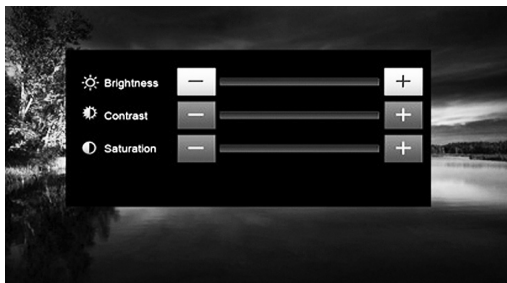 Brightness − +
Contrast − +
Saturation − +